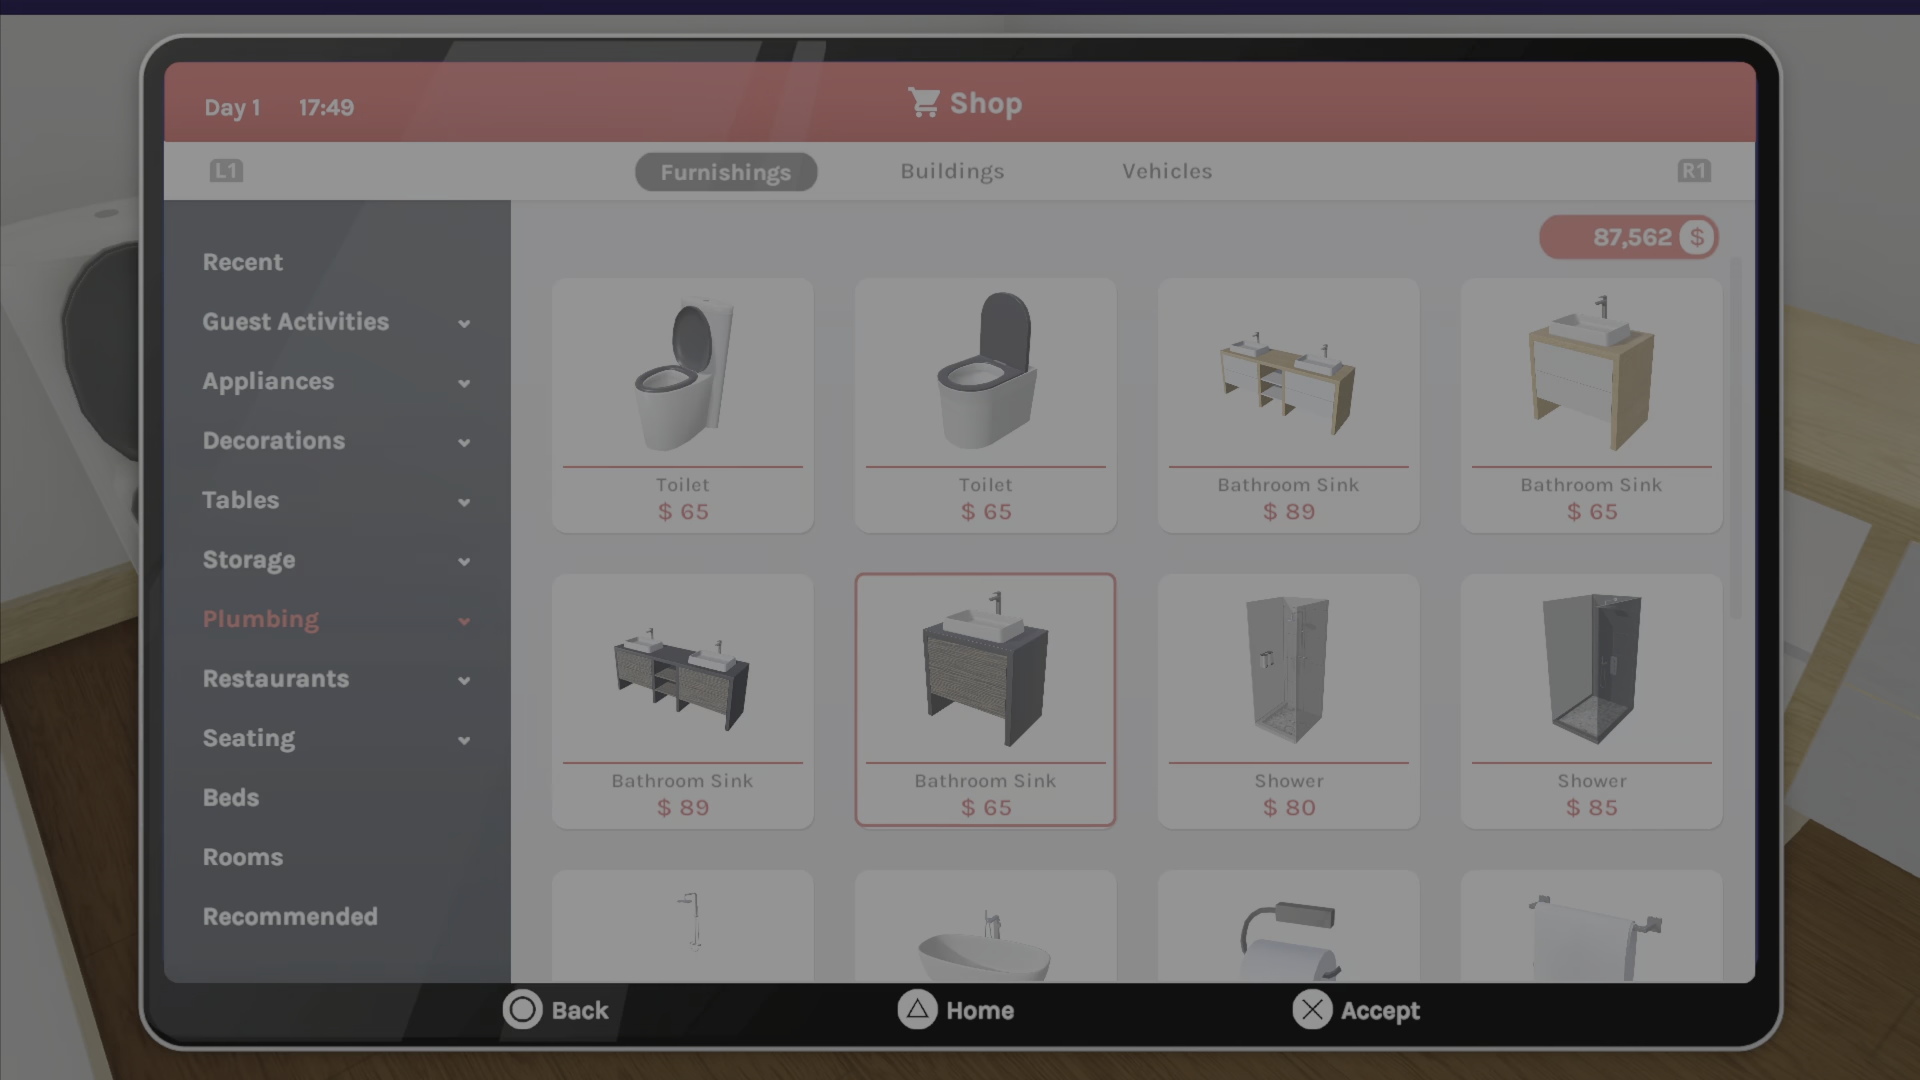 Day 1 17:49 Shop
L1 Furnishings Buildings Vehicles R1
87,562 $
Recent
Guest Activities
Appliances
Decorations
Tables
Storage
Plumbing
Restaurants
Seating
Beds
Rooms
Recommended
Toilet
$ 65
Toilet
$ 65
Bathroom Sink
$ 89
Bathroom Sink
$ 65
Bathroom Sink
$ 89
Bathroom Sink
$ 65
Shower
$ 80
Shower
$ 85
Back Home Accept